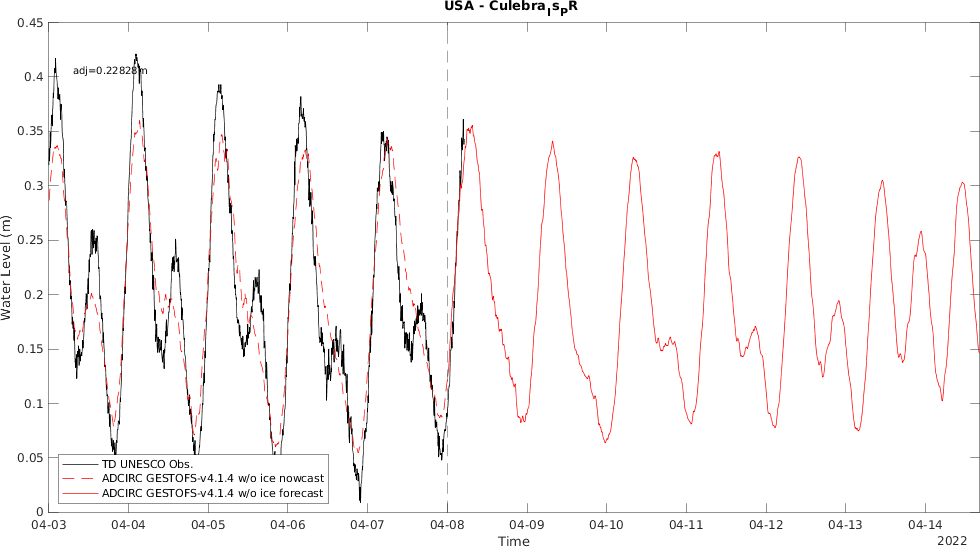 USA - Culebra_Is_PR
adj=0.22828m
0.45
0.4
0.35
0.3
0.25
0.2
0.15
0.1
0.05
0
Water Level (m)
TD UNESCO Obs.
ADCIRC GESTOFS-v4.1.4 w/o ice nowcast
ADCIRC GESTOFS-v4.1.4 w/o ice forecast
04-03 04-04 04-05 04-06 04-07 04-08 04-09 04-10 04-11 04-12 04-13 04-14
Time
2022